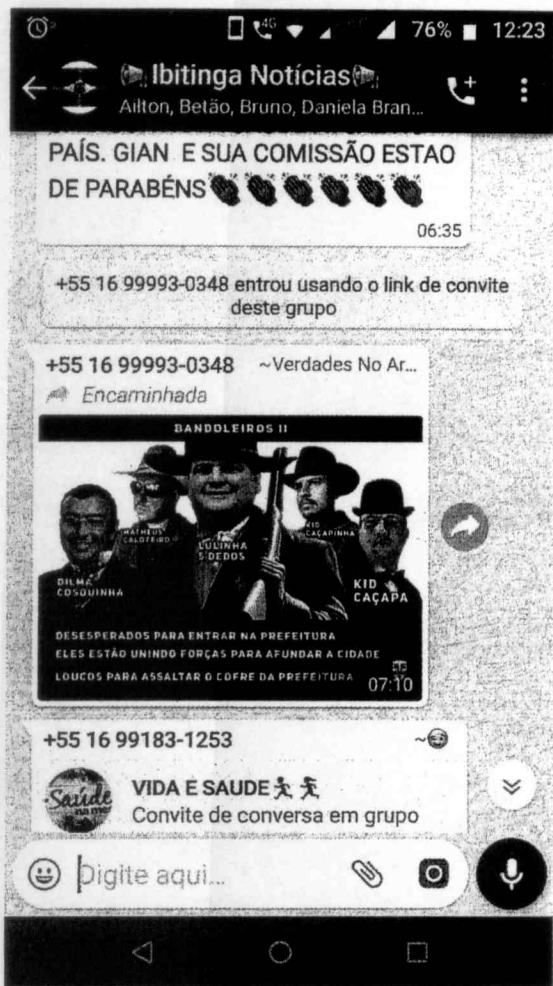 4G 76% 12:23
Ibitinga Notícias
Ailton, Betão, Bruno, Daniela Bran...
PAÍS. GIAN E SUA COMISSÃO ESTAO
DE PARABÉNS
06:35
+55 16 99993-0348 entrou usando o link de convite
deste grupo
+55 16 99993-0348 ~Verdades No Ar...
Encaminhada
BANDOLEIROS II
DILMA
COSQUINHA
MATHEUS
CALOTEIRO
LULINHA
5 DEDOS
KID
CAÇAPINHA
KID
CAÇAPA
DESESPERADOS PARA ENTRAR NA PREFEITURA
ELES ESTÃO UNINDO FORÇAS PARA AFUNDAR A CIDADE
LOUCOS PARA ASSALTAR O COFRE DA PREFEITURA
07:10
+55 16 99183-1253 ~
Saúde
VIDA E SAUDE
Convite de conversa em grupo
Digite aqui...